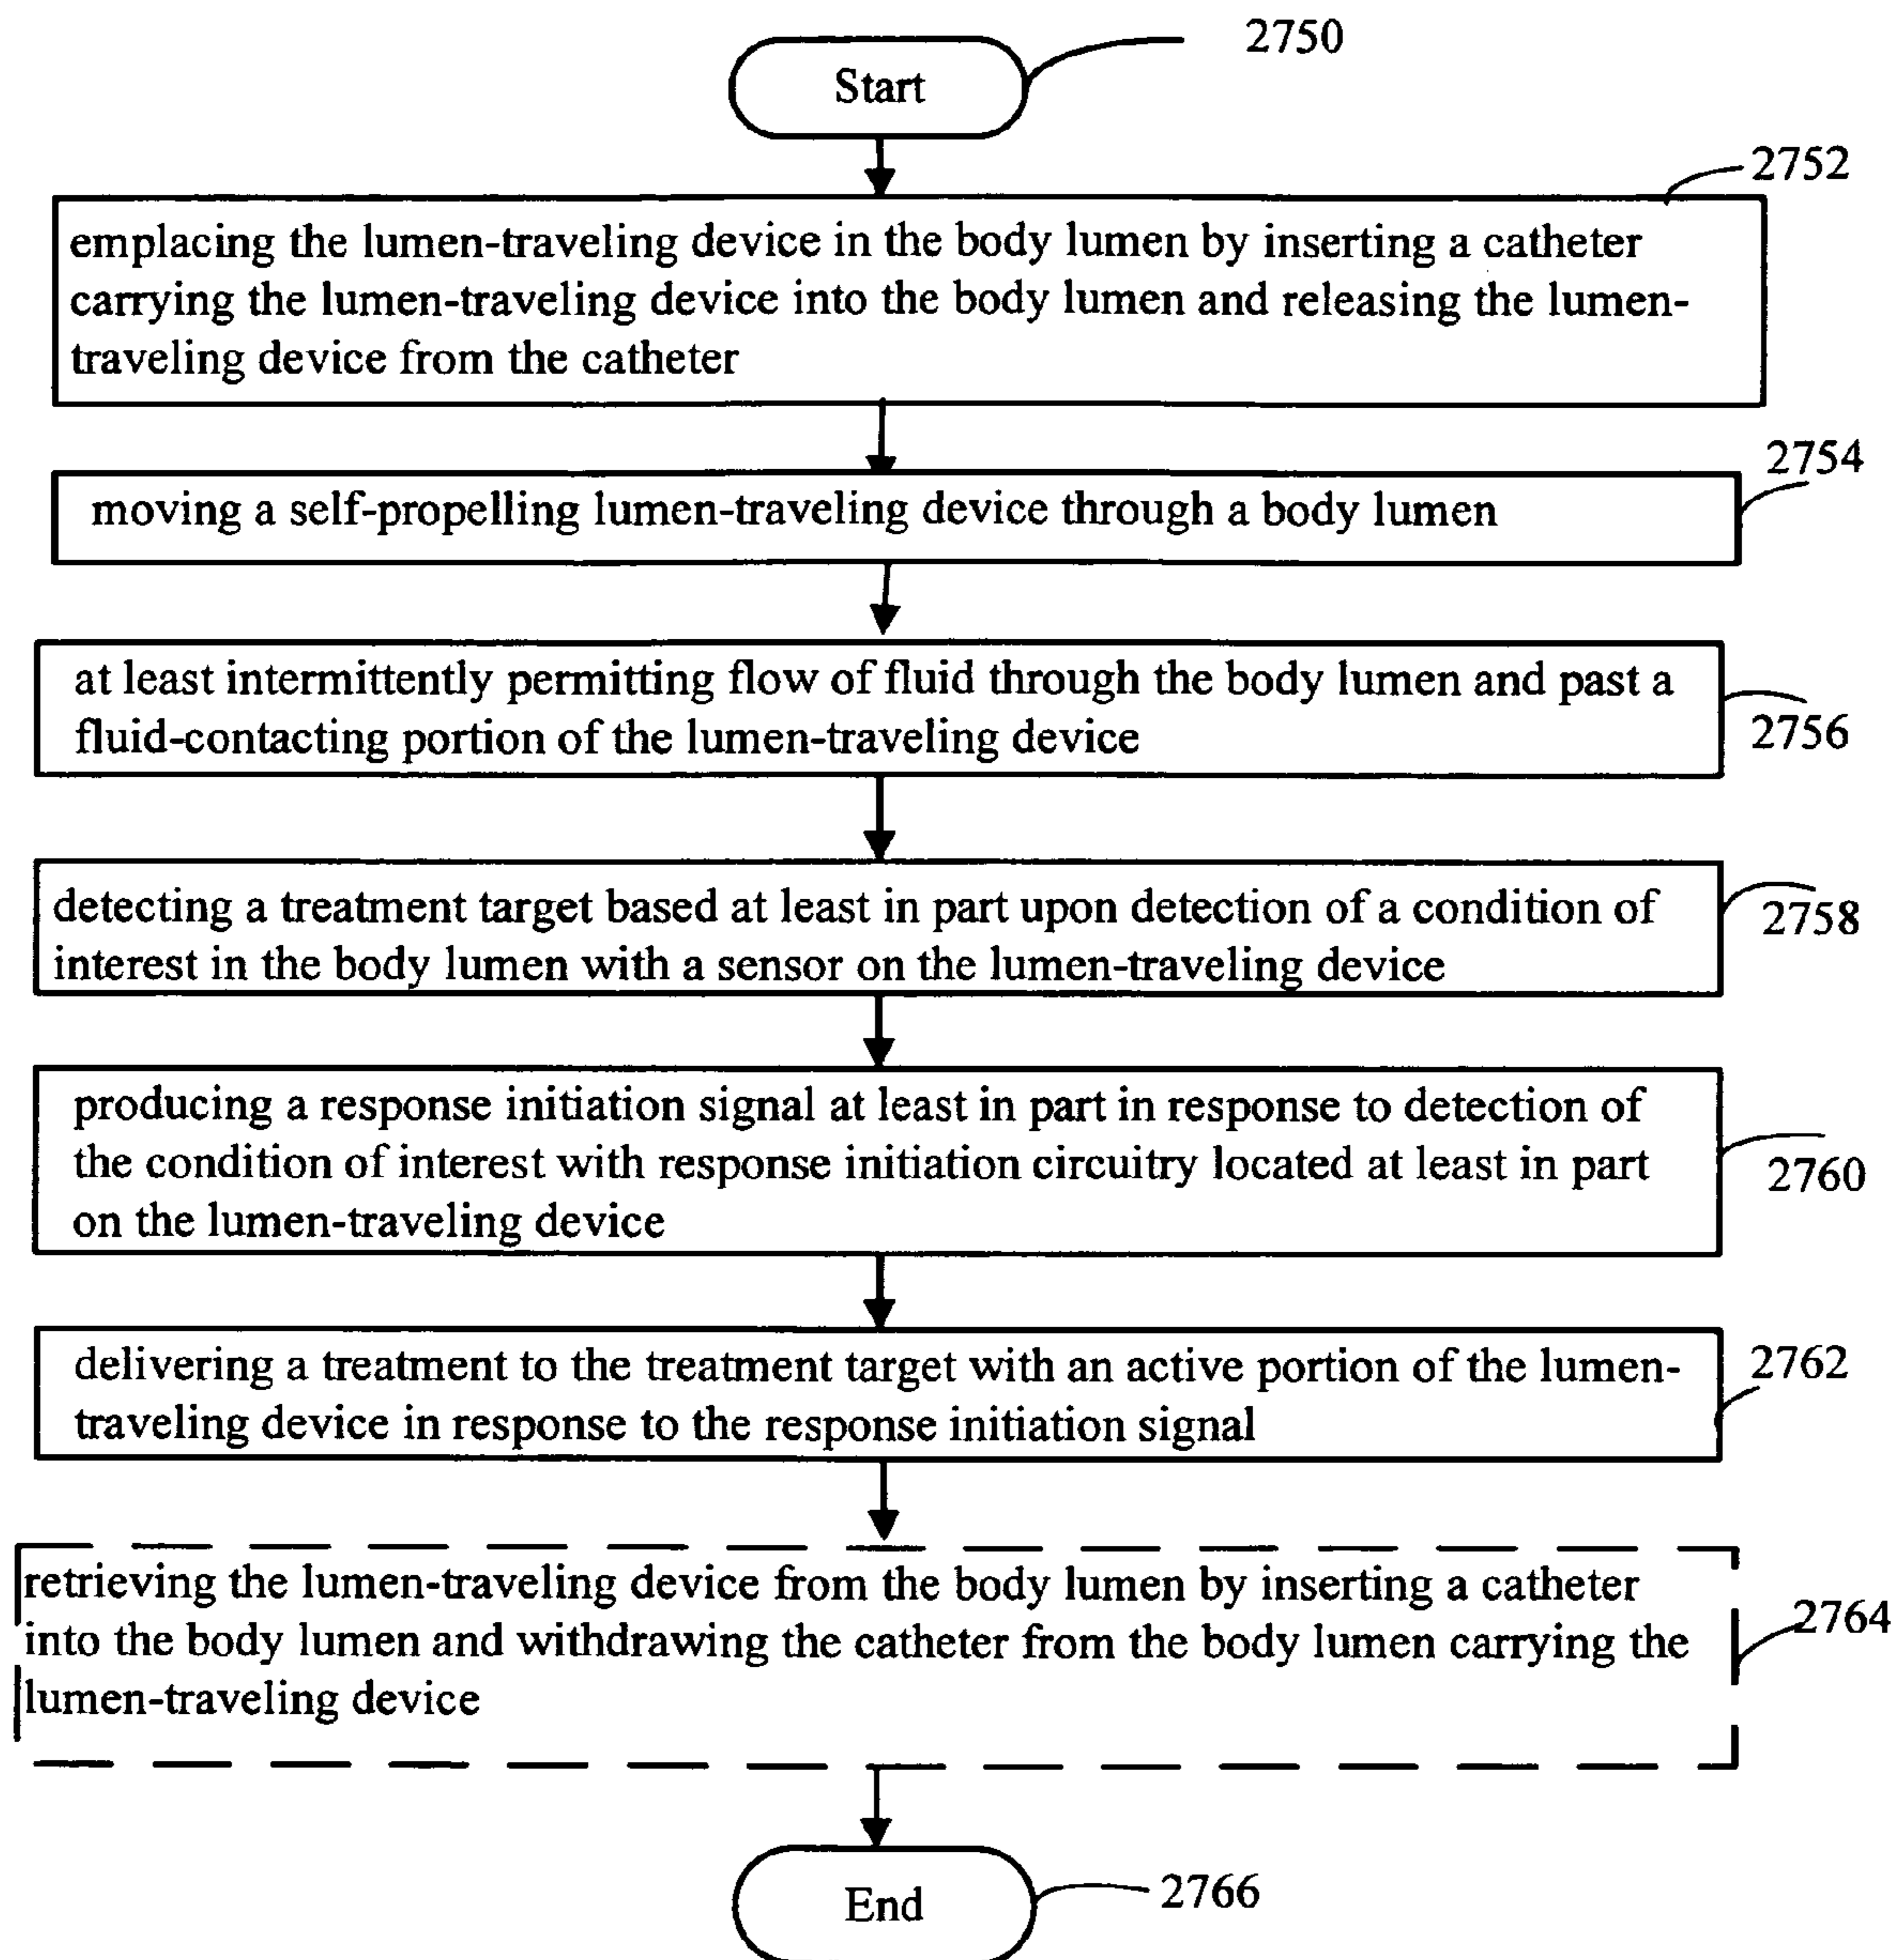 2750
Start
2752
emplacing the lumen-traveling device in the body lumen by inserting a catheter
carrying the lumen-traveling device into the body lumen and releasing the lumen-
traveling device from the catheter
2754
moving a self-propelling lumen-traveling device through a body lumen
at least intermittently permitting flow of fluid through the body lumen and past a
fluid-contacting portion of the lumen-traveling device
2756
detecting a treatment target based at least in part upon detection of a condition of
interest in the body lumen with a sensor on the lumen-traveling device
2758
producing a response initiation signal at least in part in response to detection of
the condition of interest with response initiation circuitry located at least in part
on the lumen-traveling device
2760
delivering a treatment to the treatment target with an active portion of the lumen-
traveling device in response to the response initiation signal
2762
retrieving the lumen-traveling device from the body lumen by inserting a catheter
into the body lumen and withdrawing the catheter from the body lumen carrying the
lumen-traveling device
2764
End
2766